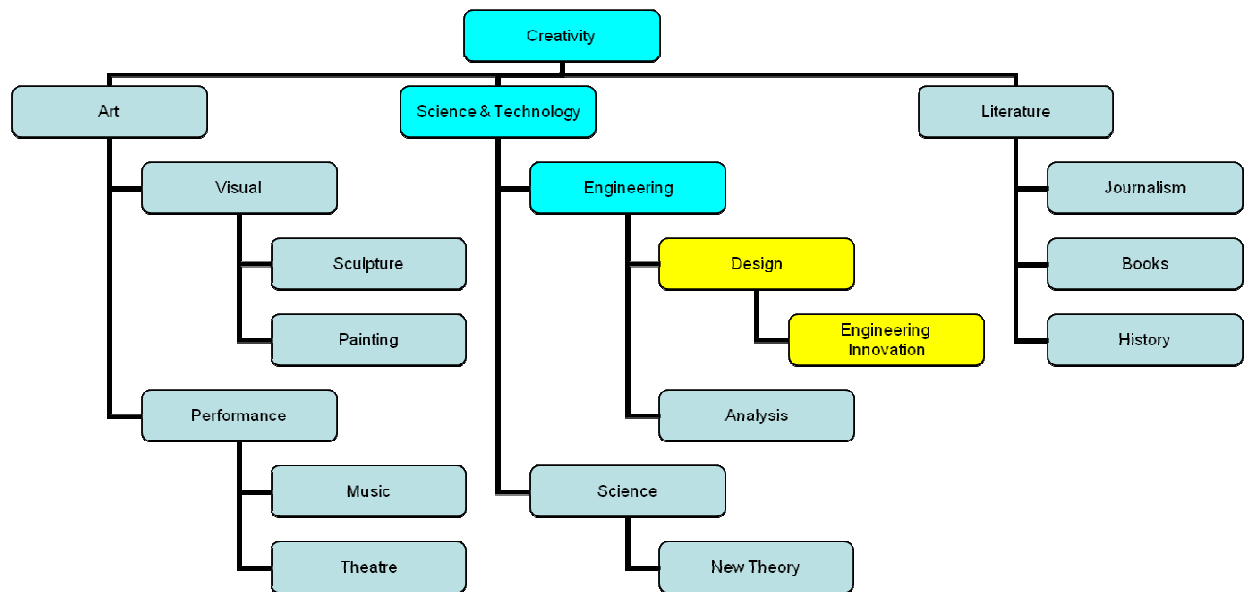 Creativity
Art
Science & Technology
Literature
Visual
Engineering
Journalism
Sculpture
Design
Books
Painting
Engineering
Innovation
History
Performance
Analysis
Music
Science
Theatre
New Theory